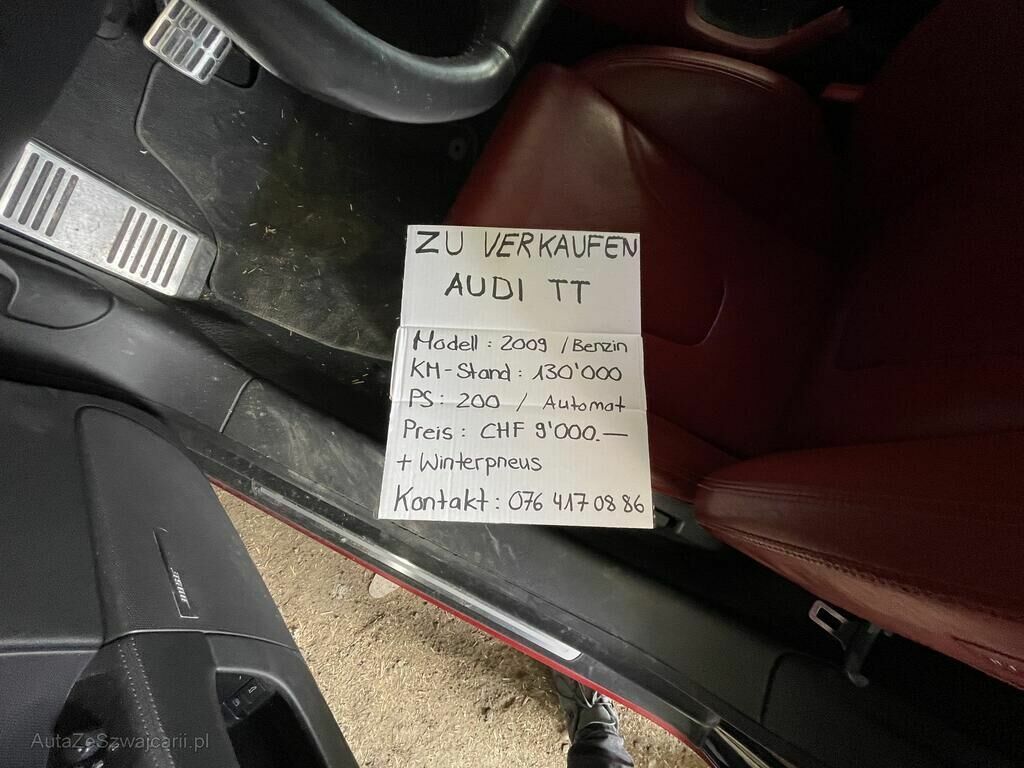 ZU VERKAUFEN
AUDI TT
Modell : 2009 / Benzin
KM-Stand : 130'000
PS : 200 / Automat
Preis : CHF 9'000.—
+ Winterpneus
Kontakt : 076 417 08 86
BOSE
AutaZeSzwajcarii.pl